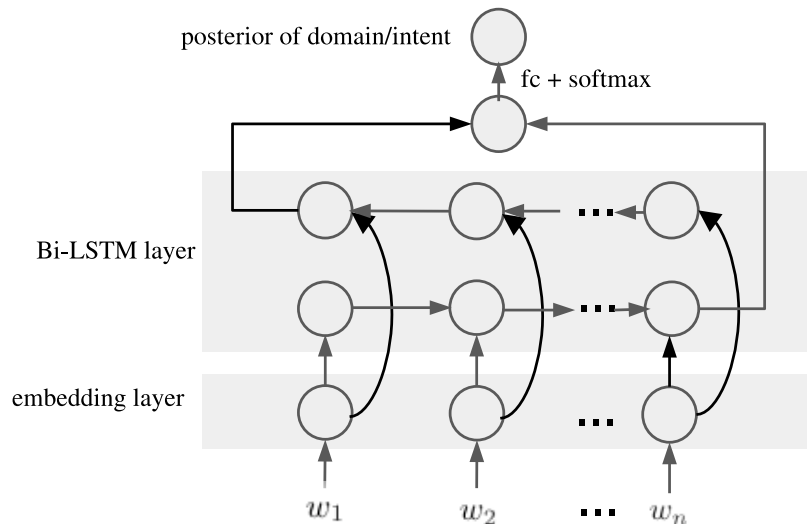 posterior of domain/intent
fc + softmax
...
Bi-LSTM layer
...
embedding layer
...
w1 w2 ... wn